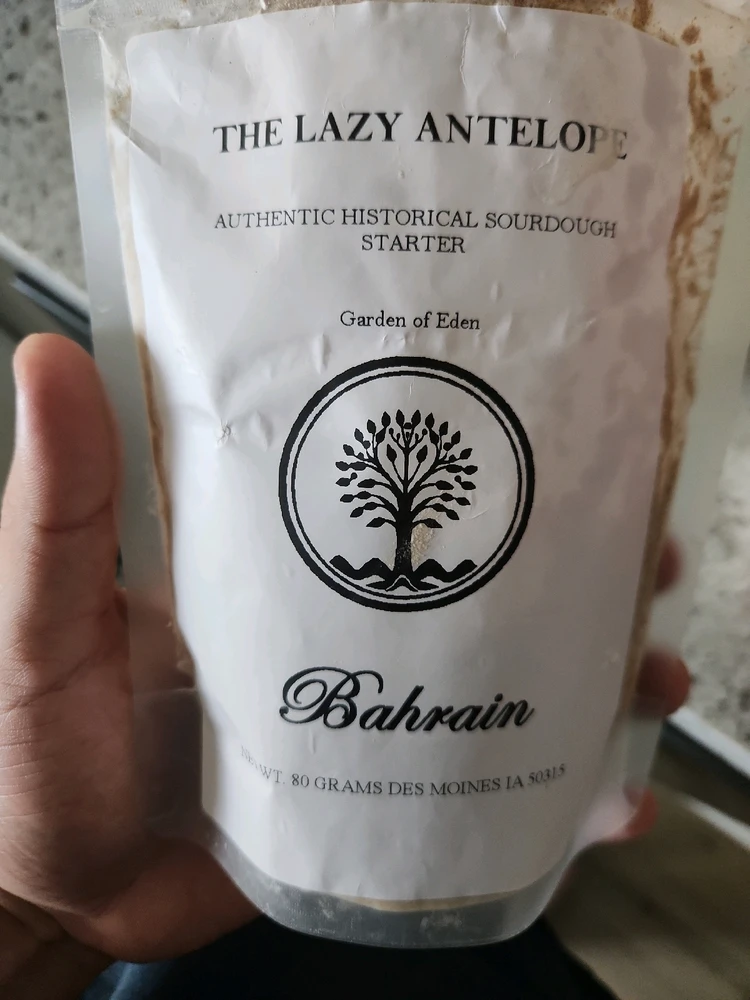 THE LAZY ANTELOPE
AUTHENTIC HISTORICAL SOURDOUGH
STARTER
Garden of Eden
Bahrain
WT. 80 GRAMS DES MOINES IA 50315